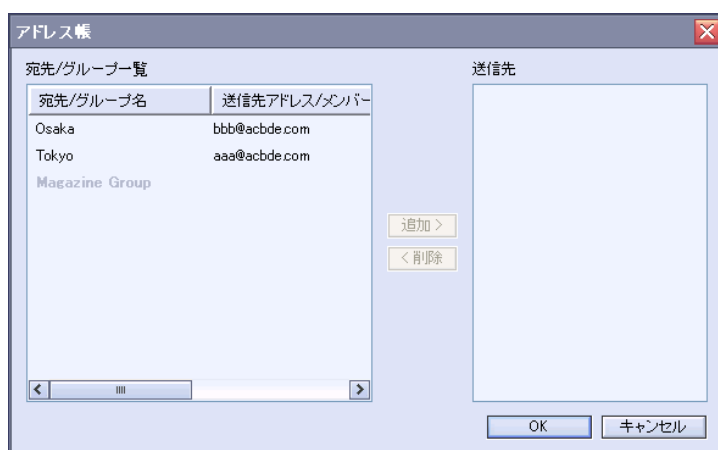 アドレス帳
宛先/グループ一覧
送信先
宛先/グループ名 送信先アドレス/メンバー
Osaka bbb@acbde.com
Tokyo aaa@acbde.com
Magazine Group
追加 >
< 削除
OK キャンセル